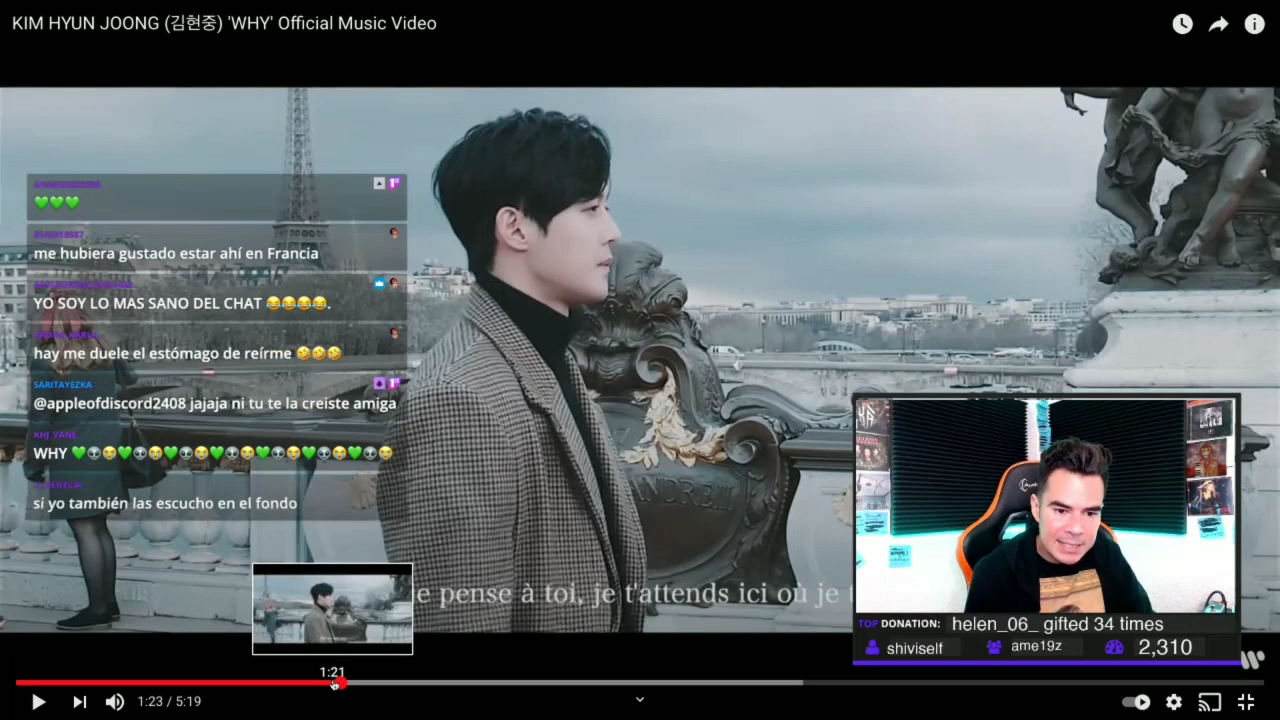 KIM HYUN JOONG (김현중) 'WHY' Official Music Video
💚💚💚
me hubiera gustado estar ahí en Francia
YO SOY LO MAS SANO DEL CHAT 😂😂😂😂.
hay me duele el estómago de reírme 🤣🤣🤣
SARITAYEZKA
@appleofdiscord2408 jajaja ni tu te la creiste amiga
KHJ_VANE
WHY 💚👽😭💚👽😭💚👽😭💚👽😭💚👽😭💚👽😭💚👽😭
si yo también las escucho en el fondo
je pense à toi, je t'attends ici où je
TOP DONATION: helen_06_ gifted 34 times
shiviself ame19z 2,310
1:21
1:23 / 5:19